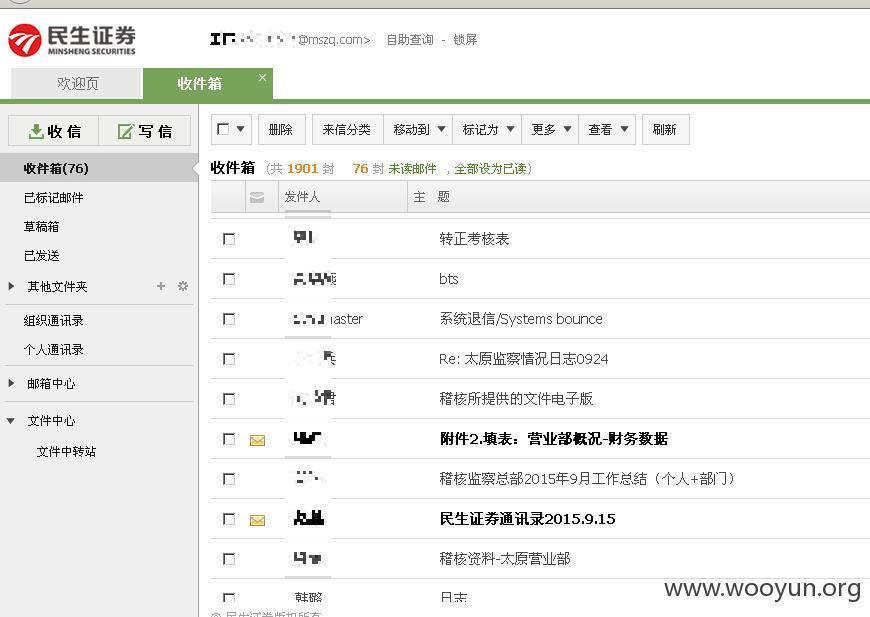 民生证券
MINSHENG SECURITIES
@mszq.com> 自助查询 - 锁屏
欢迎页 收件箱 ×
收信 写信
删除 来信分类 移动到 标记为 更多 查看 刷新
收件箱(76)
已标记邮件
草稿箱
已发送
其他文件夹 +
组织通讯录
个人通讯录
邮箱中心
文件中心
文件中转站
收件箱 (共 1901 封 76 封 未读邮件 , 全部设为已读)
发件人 主 题
转正考核表
bts
aster 系统退信/Systems bounce
Re: 太原监察情况日志0924
稽核所提供的文件电子版
附件2.填表：营业部概况-财务数据
稽核监察总部2015年9月工作总结（个人+部门）
民生证券通讯录2015.9.15
稽核资料-太原营业部
韩璐 日志
© 民生证券版权所有
www.wooyun.org